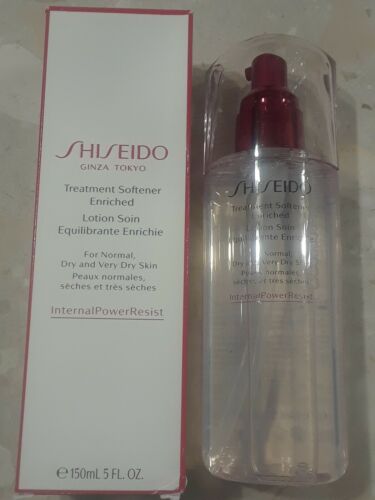 SHISEIDO
GINZA TOKYO
Treatment Softener
Enriched
Lotion Soin
Equilibrante Enrichie
For Normal,
Dry and Very Dry Skin
Peaux normales,
sèches et très sèches
InternalPowerResist
℮ 150mL 5 FL. OZ.
SHISEIDO
Treatment Softener
Enriched
Lotion Soin
Equilibrante Enrichie
For Normal,
Dry and Very Dry Skin
Peaux normales,
sèches et très sèches
InternalPowerResist